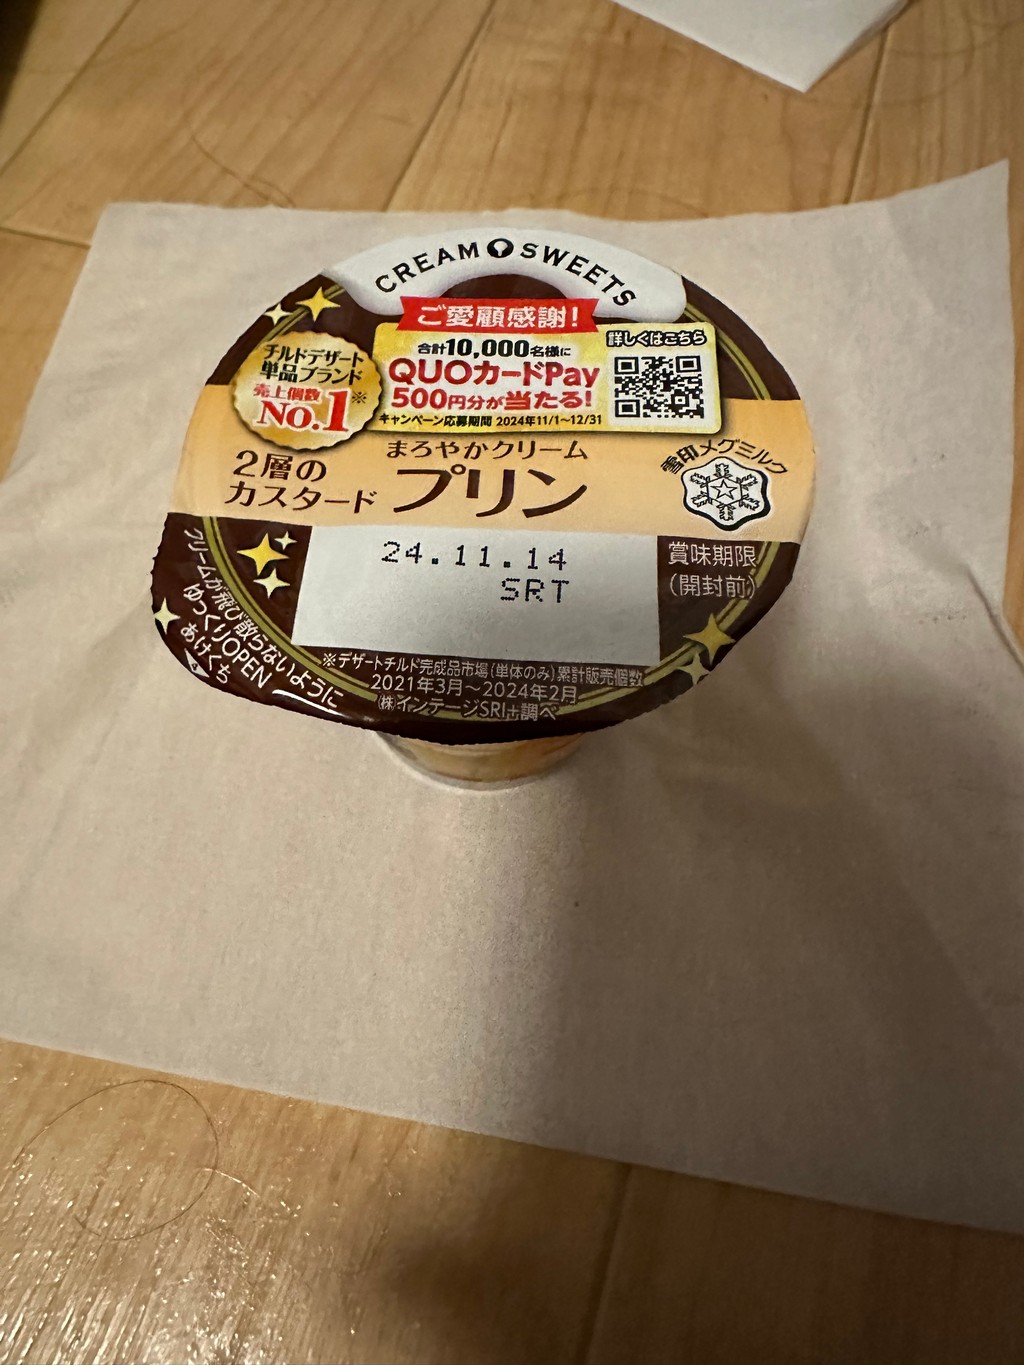 CREAM SWEETS
ご愛顧感謝!
合計10,000名様に
QUOカードPay
500円分が当たる!
キャンペーン応募期間 2024年11/1~12/31
詳しくはこちら
チルドデザート
単品ブランド
売上個数
No.1※
まろやかクリーム
2層の
カスタード
プリン
雪印メグミルク
24.11.14
SRT
賞味期限
(開封前)
クリームが飛び散らないように
ゆっくりOPEN
あけくち
※デザートチルド完成品市場(単体のみ)累計販売個数
2021年3月~2024年2月
㈱インテージSRI+調べ